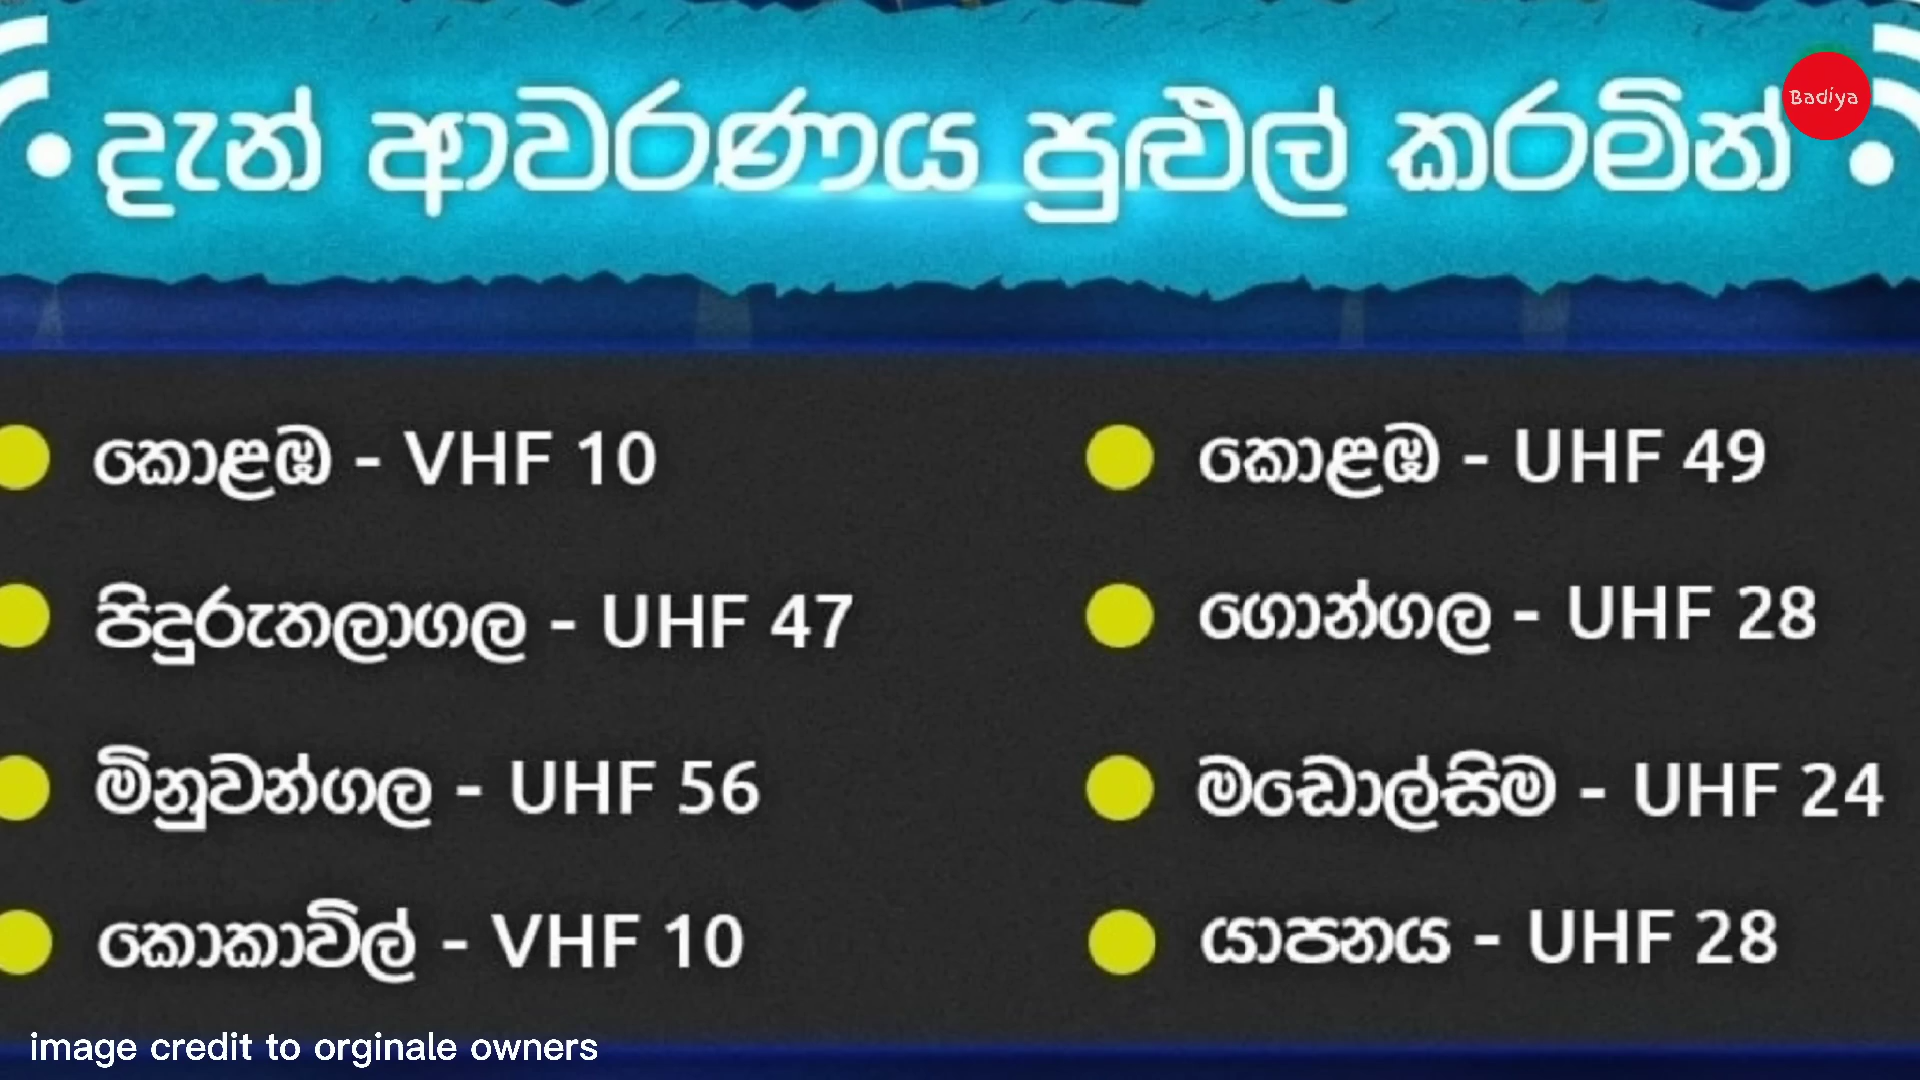 දැන් ආවරණය පුළුල් කරමින්
Badiya
කොළඹ - VHF 10
පිදුරුතලාගල - UHF 47
මිනුවන්ගල - UHF 56
කොකාවිල් - VHF 10
කොළඹ - UHF 49
ගොන්ගල - UHF 28
මඩොල්සිම - UHF 24
යාපනය - UHF 28
image credit to orginale owners